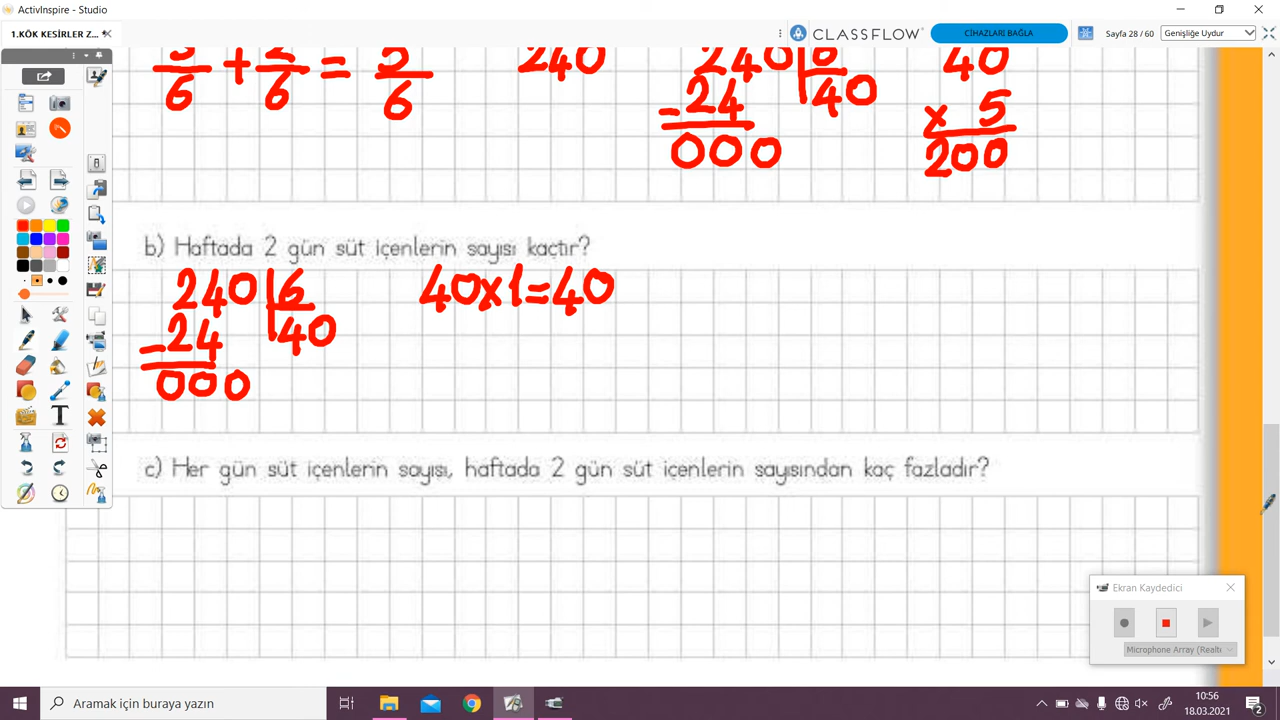 ActivInspire - Studio
1.KÖK KESİRLER Z...
CLASSFLOW
CİHAZLARI BAĞLA
Sayfa 28 / 60
Genişliğe Uydur
+ = 5/6
6 6
240
240 6
- 24 40
000
40
x 5
200
b) Haftada 2 gün süt içenlerin sayısı kaçtır?
240 6
- 24 40
000
40x1=40
c) Her gün süt içenlerin sayısı, haftada 2 gün süt içenlerin sayısından kaç fazladır?
Ekran Kaydedici
Microphone Array (Realte
Aramak için buraya yazın
10:56
18.03.2021
2